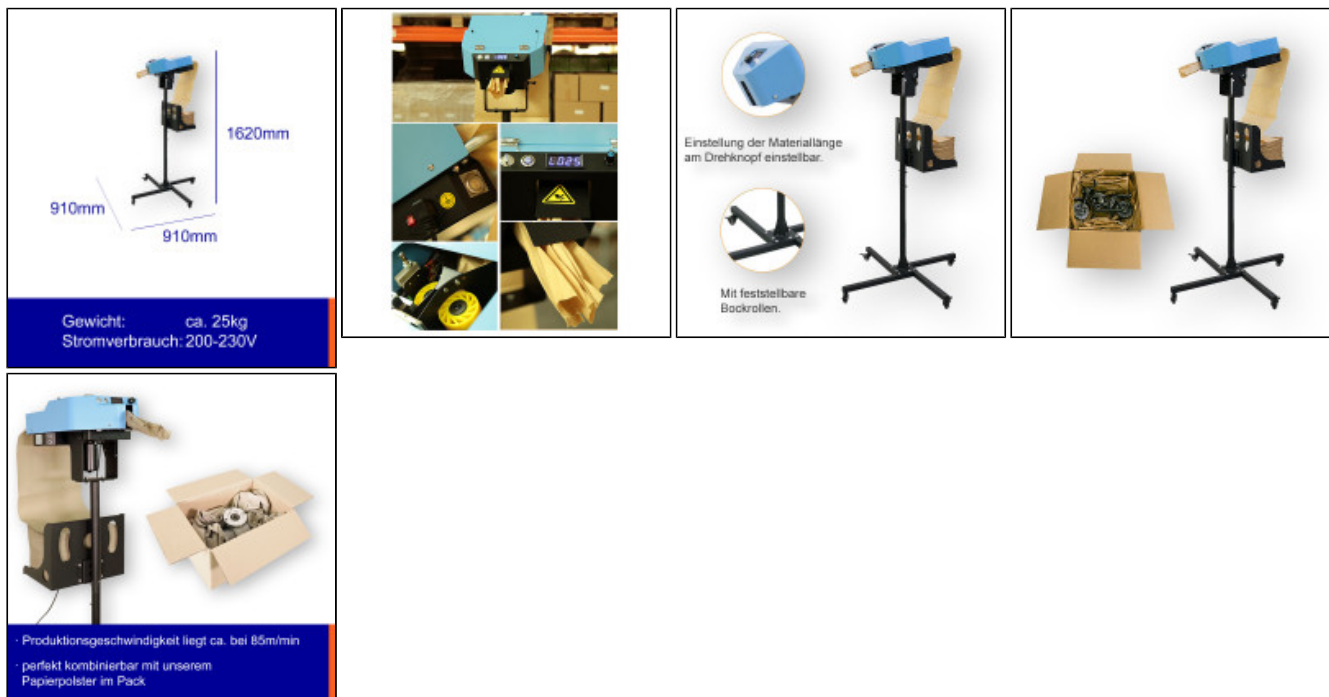 1620mm
910mm
910mm
Gewicht: ca. 25kg
Stromverbrauch: 200-230V
L025
Einstellung der Materiallänge
am Drehknopf einstellbar.
Mit feststellbare
Bockrollen.
· Produktionsgeschwindigkeit liegt ca. bei 85m/min
· perfekt kombinierbar mit unserem
Papierpolster im Pack